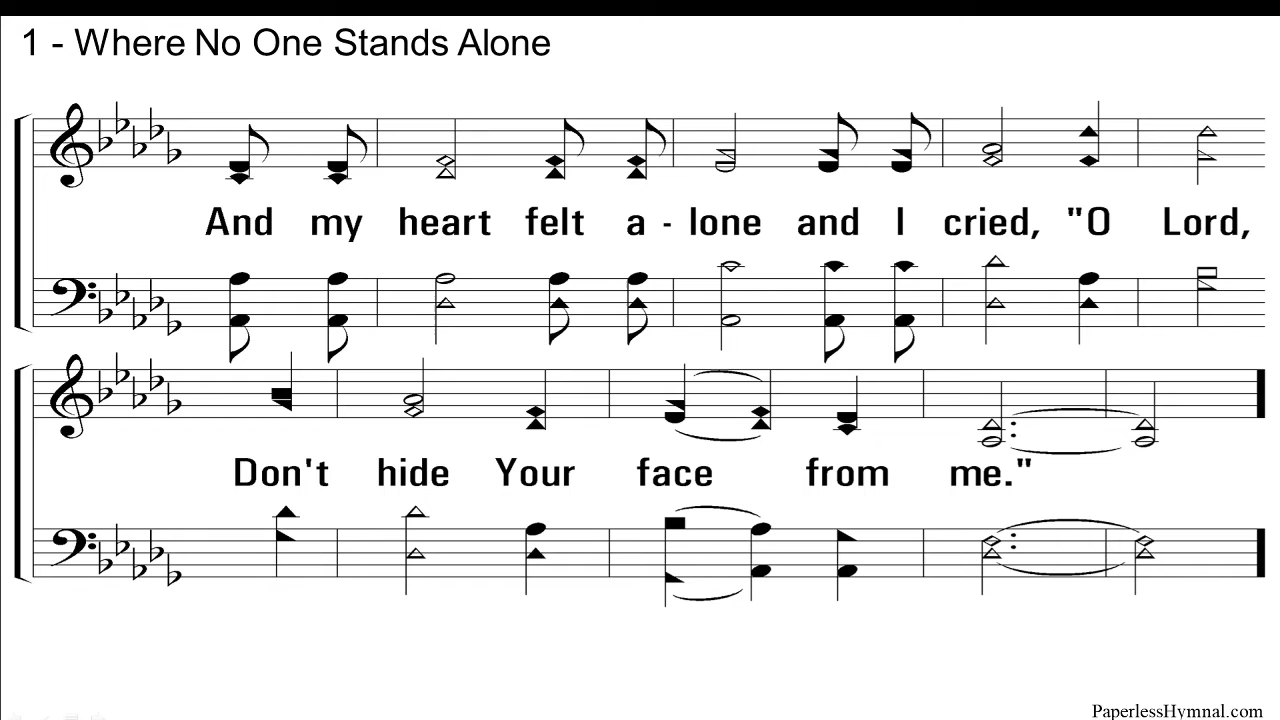 1 - Where No One Stands Alone
And my heart felt a - lone and I cried, "O Lord,
Don't hide Your face from me."
PaperlessHymnal.com